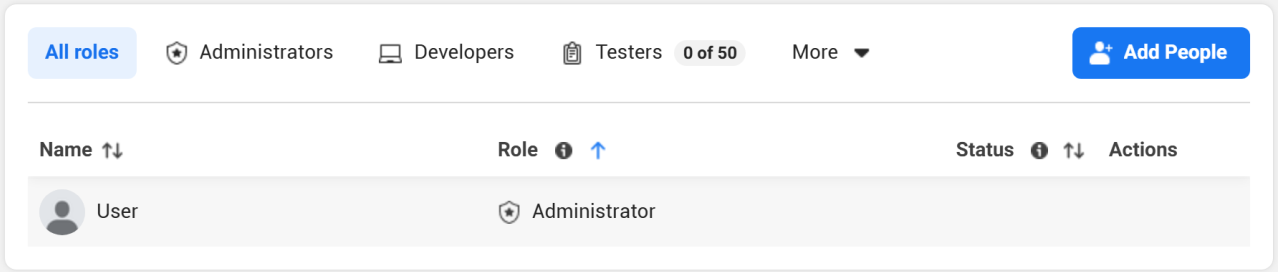 All roles Administrators Developers Testers 0 of 50 More Add People
Name Role Status Actions
User Administrator